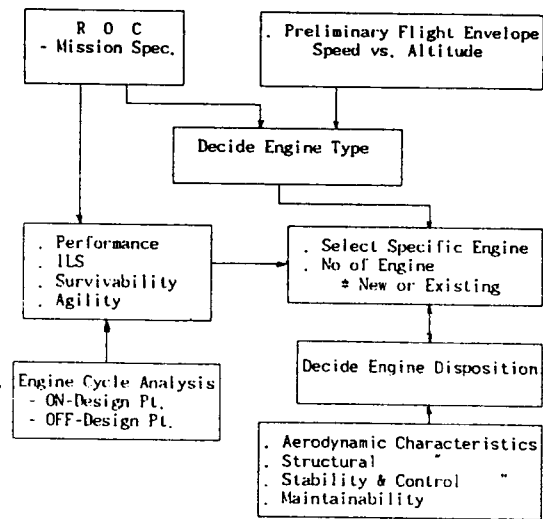 R O C
- Mission Spec.
. Preliminary Flight Envelope
Speed vs. Altitude
Decide Engine Type
. Performance
. ILS
. Survivability
. Agility
. Select Specific Engine
. No of Engine
* New or Existing
Engine Cycle Analysis
- ON-Design Pt.
- OFF-Design Pt.
Decide Engine Disposition
. Aerodynamic Characteristics
. Structural "
. Stability & Control "
. Maintainability